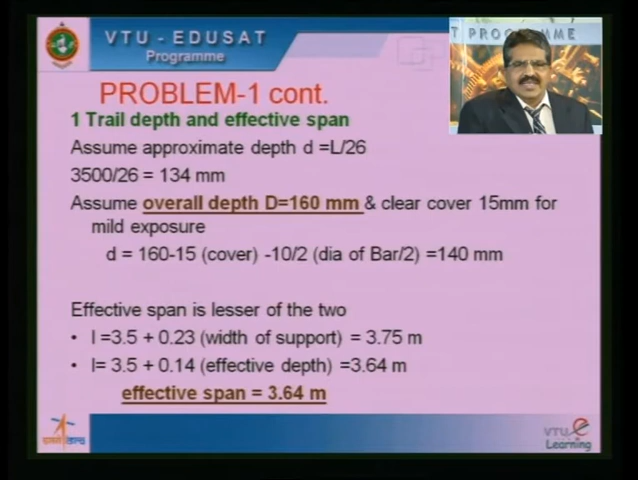 VTU - EDUSAT
Programme
T PROGRAMME
PROBLEM-1 cont.
1 Trail depth and effective span
Assume approximate depth d =L/26
3500/26 = 134 mm
Assume overall depth D=160 mm & clear cover 15mm for
mild exposure
d = 160-15 (cover) -10/2 (dia of Bar/2) =140 mm
Effective span is lesser of the two
• l =3.5 + 0.23 (width of support) = 3.75 m
• l= 3.5 + 0.14 (effective depth) =3.64 m
effective span = 3.64 m
VTU e
Learning